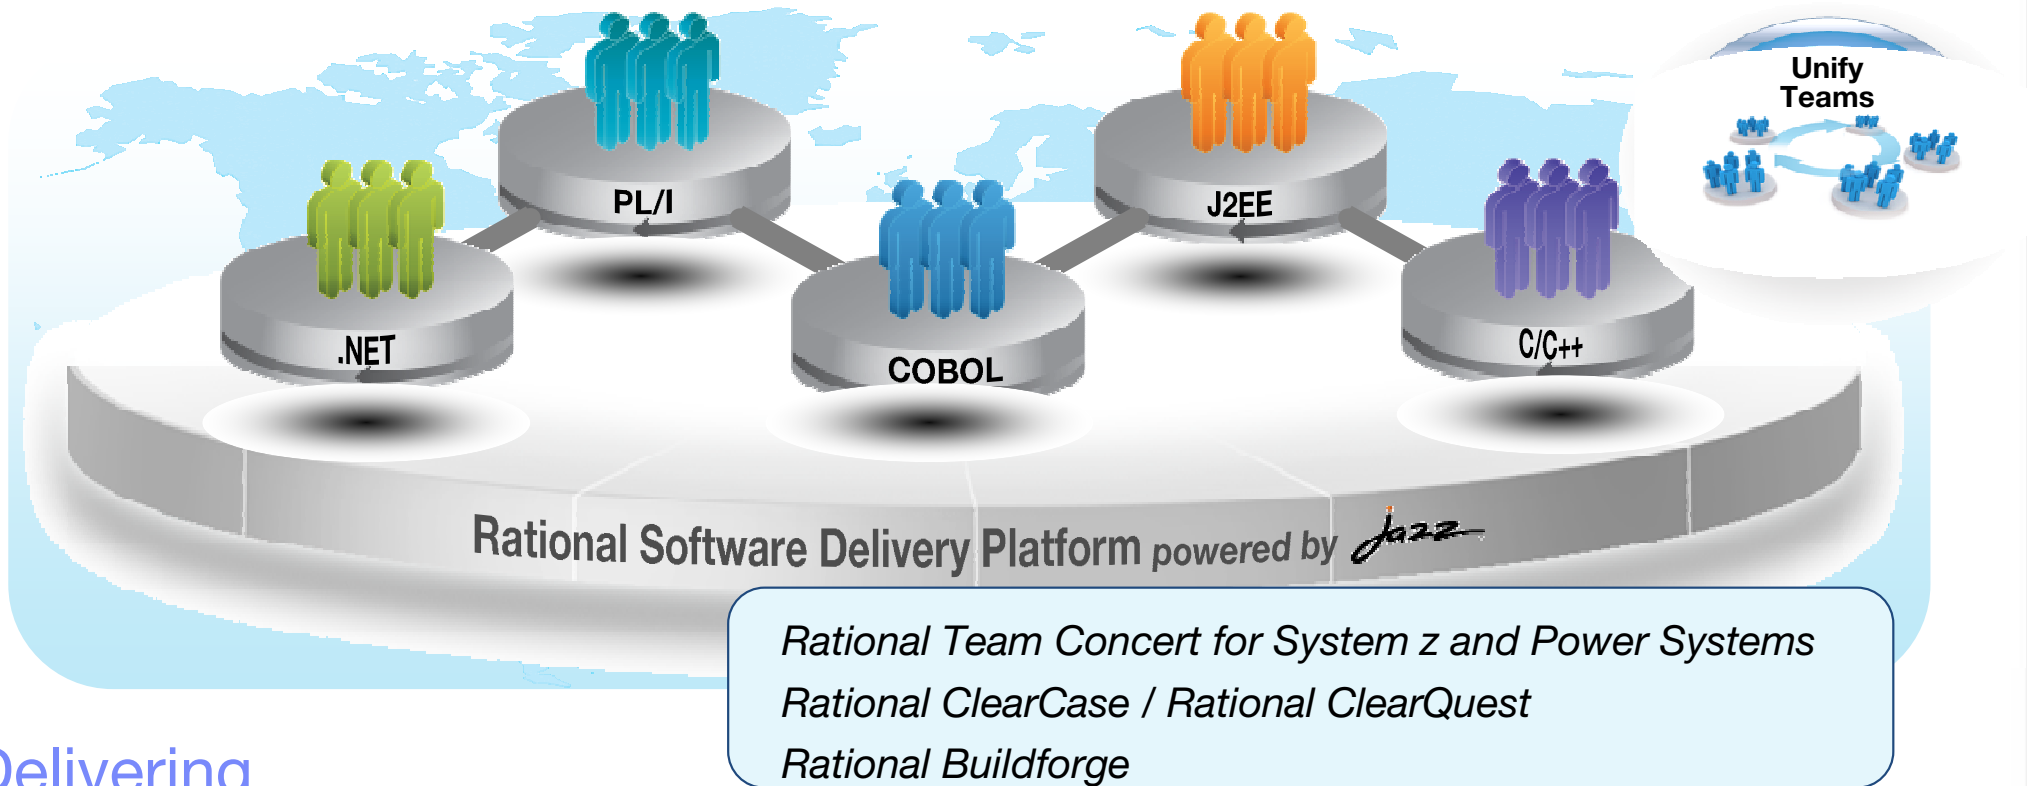 Unify
Teams
PL/I
J2EE
.NET
COBOL
C/C++
Rational Software Delivery Platform powered by Jazz
Rational Team Concert for System z and Power Systems
Rational ClearCase / Rational ClearQuest
Rational Buildforge
Delivering